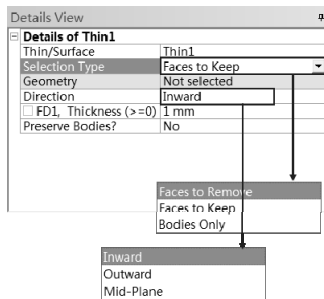 Details View
Details of Thin1
Thin/Surface Thin1
Selection Type Faces to Keep
Geometry Not selected
Direction Inward
FD1, Thickness (>=0) 1 mm
Preserve Bodies? No
Faces to Remove
Faces to Keep
Bodies Only
Inward
Outward
Mid-Plane